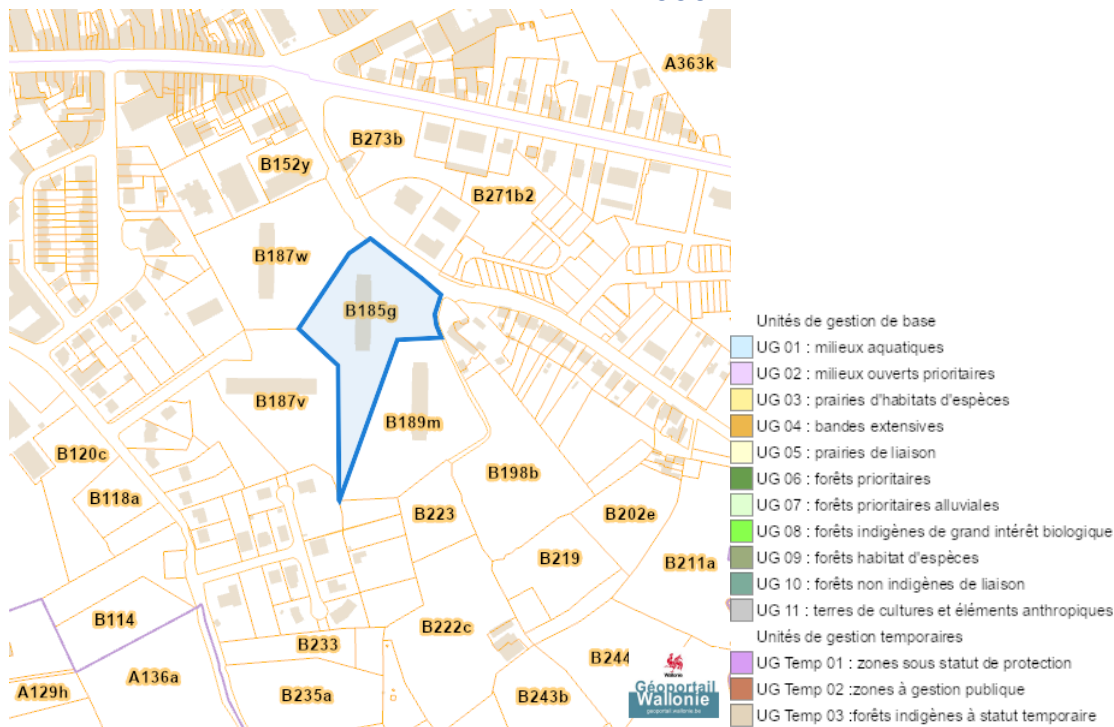 A363k
B273b
B152y
B271b2
B187w
B185g
B187v
B189m
B120c
B198b
B118a
B223
B202e
B219
B211a
B114
B222c
B233
B244
A136a
A129h
B235a
B243b
Wallonie
Géoportail
Wallonie
geoportail.wallonie.be
Unités de gestion de base
UG 01 : milieux aquatiques
UG 02 : milieux ouverts prioritaires
UG 03 : prairies d'habitats d'espèces
UG 04 : bandes extensives
UG 05 : prairies de liaison
UG 06 : forêts prioritaires
UG 07 : forêts prioritaires alluviales
UG 08 : forêts indigènes de grand intérêt biologique
UG 09 : forêts habitat d'espèces
UG 10 : forêts non indigènes de liaison
UG 11 : terres de cultures et éléments anthropiques
Unités de gestion temporaires
UG Temp 01 : zones sous statut de protection
UG Temp 02 :zones à gestion publique
UG Temp 03 :forêts indigènes à statut temporaire